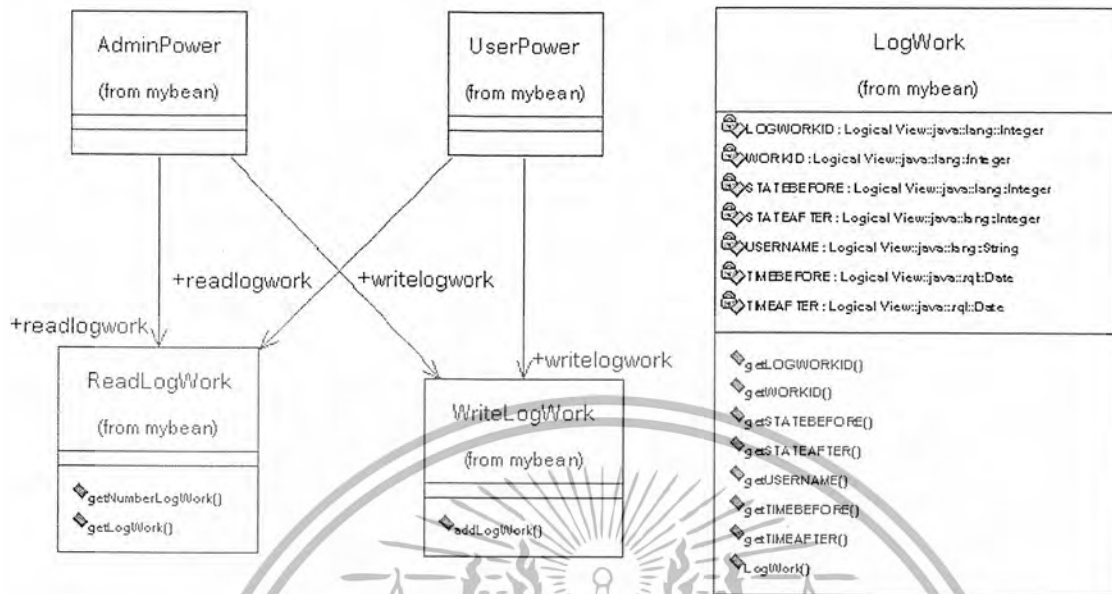 AdminPower
(from mybean)
UserPower
(from mybean)
+readlogwork
+writelogwork
+readlogwork
+writelogwork
ReadLogWork
(from mybean)
getNumberLogWork()
getLogWork()
WriteLogWork
(from mybean)
addLogWork()
LogWork
(from mybean)
LOGWORKID : Logical View::java::lang::Integer
WORKID : Logical View::java::lang::Integer
STATEBEFORE : Logical View::java::lang::Integer
STATEAFTER : Logical View::java::lang::Integer
USERNAME : Logical View::java::lang::String
TIMEBEFORE : Logical View::java::rql::Date
TIMEAFTER : Logical View::java::rql::Date
getLOGWORKID()
getWORKID()
getSTATEBEFORE()
getSTATEAFTER()
getUSERNAME()
getTIMEBEFORE()
getTIMEAFTER()
LogWork()